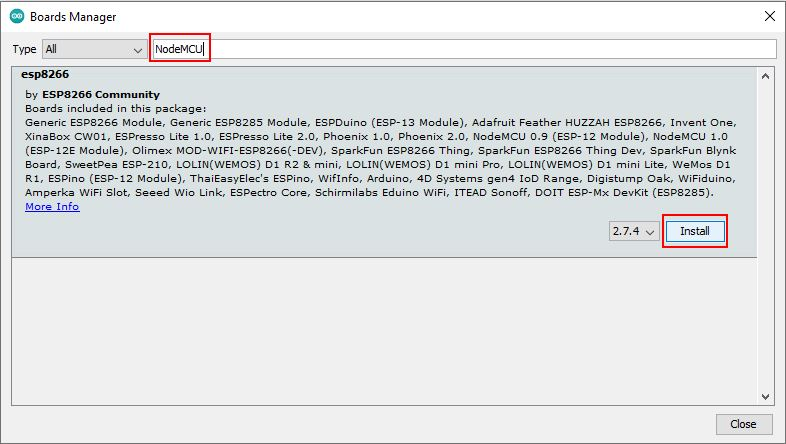 Boards Manager
Type All NodeMCU
esp8266
by ESP8266 Community
Boards included in this package:
Generic ESP8266 Module, Generic ESP8285 Module, ESPDuino (ESP-13 Module), Adafruit Feather HUZZAH ESP8266, Invent One,
XinaBox CW01, ESPresso Lite 1.0, ESPresso Lite 2.0, Phoenix 1.0, Phoenix 2.0, NodeMCU 0.9 (ESP-12 Module), NodeMCU 1.0
(ESP-12E Module), Olimex MOD-WIFI-ESP8266(-DEV), SparkFun ESP8266 Thing, SparkFun ESP8266 Thing Dev, SparkFun Blynk
Board, SweetPea ESP-210, LOLIN(WEMOS) D1 R2 & mini, LOLIN(WEMOS) D1 mini Pro, LOLIN(WEMOS) D1 mini Lite, WeMos D1
R1, ESPino (ESP-12 Module), ThaiEasyElec's ESPino, WifInfo, Arduino, 4D Systems gen4 IoD Range, Digistump Oak, WiFiduino,
Amperka WiFi Slot, Seeed Wio Link, ESPectro Core, Schirmilabs Eduino WiFi, ITEAD Sonoff, DOIT ESP-Mx DevKit (ESP8285).
More Info
2.7.4 Install
Close